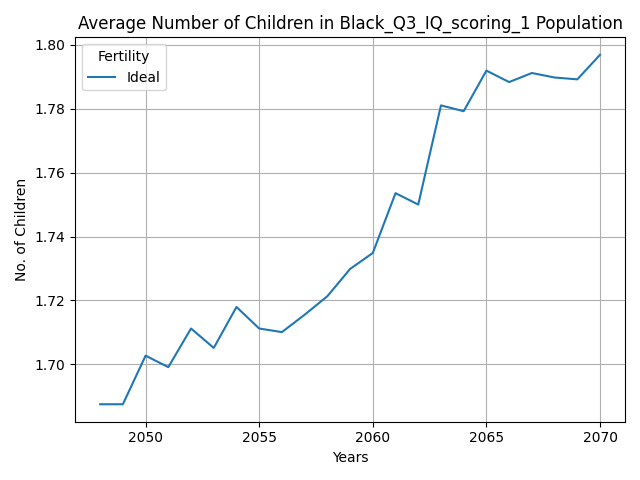 Average Number of Children in Black_Q3_IQ_scoring_1 Population
Fertility
Ideal
1.80
1.78
1.76
1.74
1.72
1.70
No. of Children
2050
2055
2060
2065
2070
Years